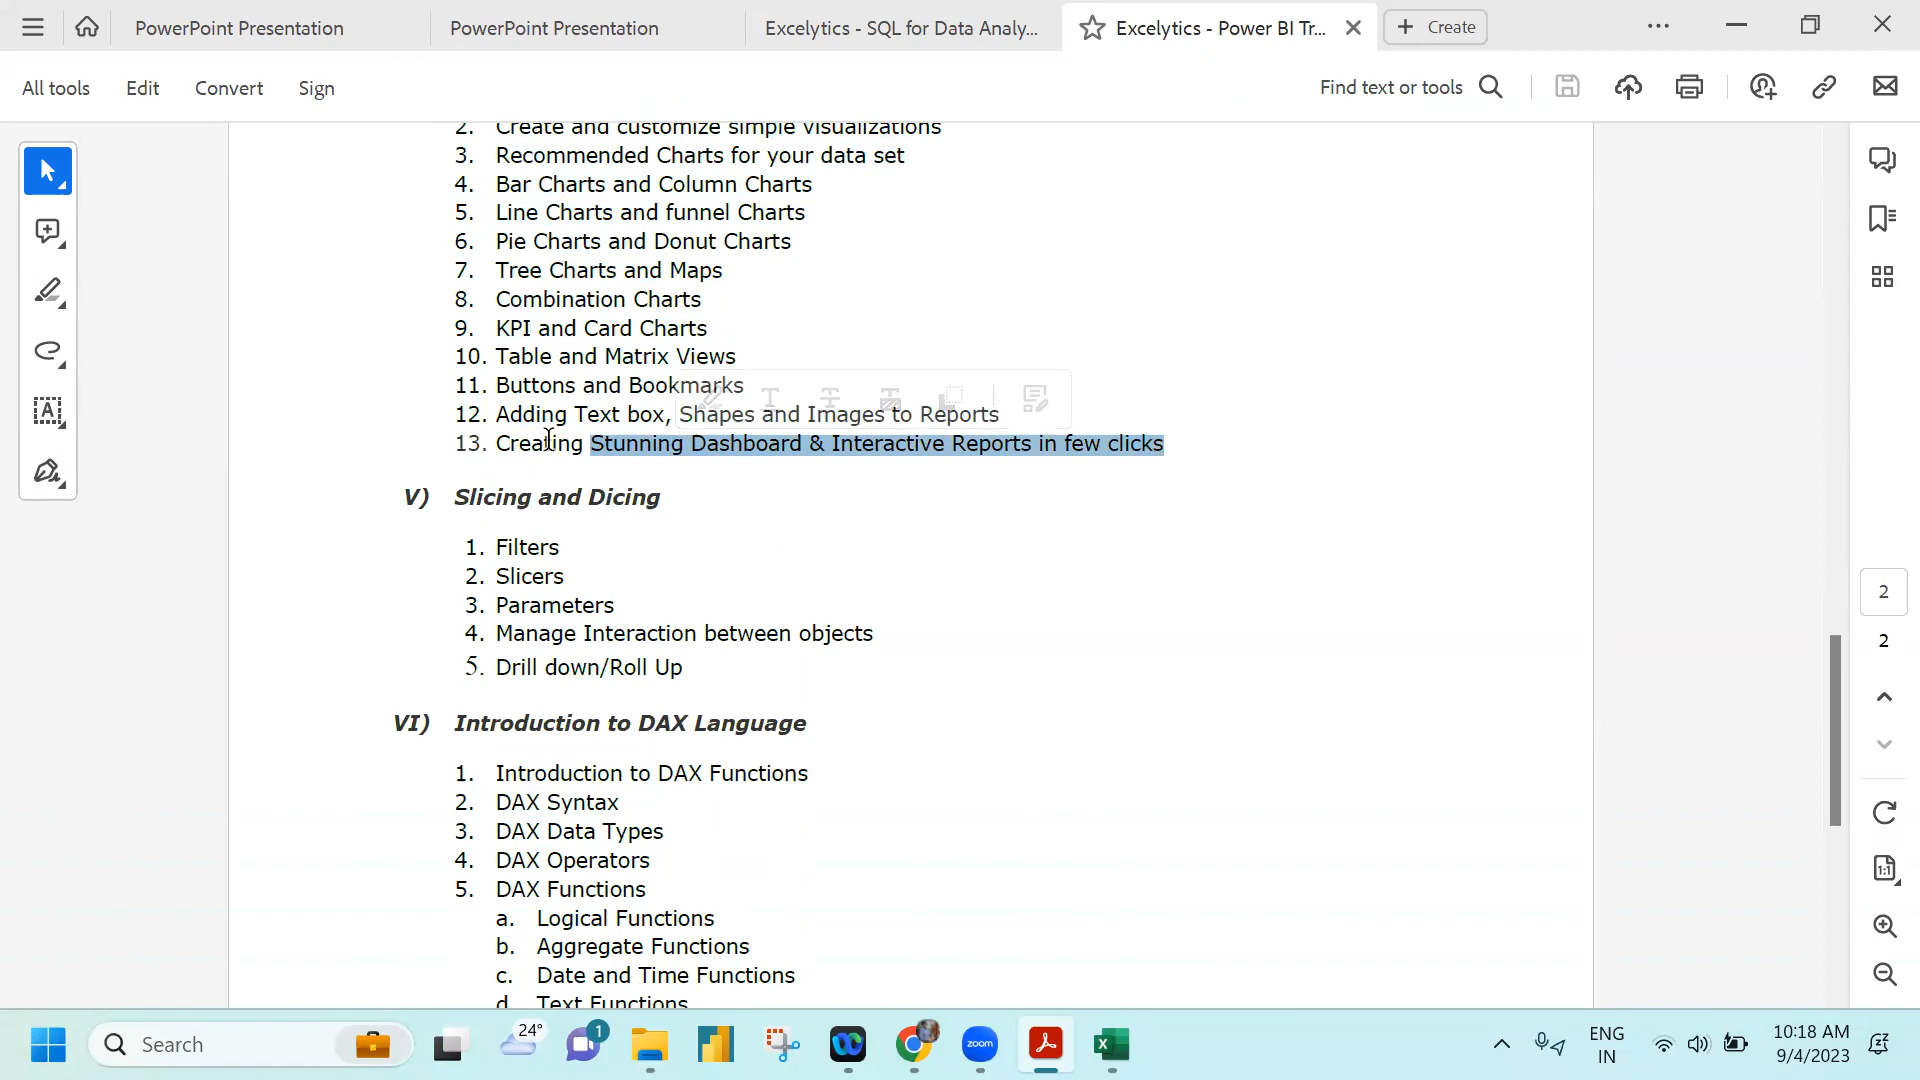 PowerPoint Presentation
PowerPoint Presentation
Excelytics - SQL for Data Analy...
Excelytics - Power BI Tr...
Create
All tools
Edit
Convert
Sign
Find text or tools
2. Create and customize simple visualizations
3. Recommended Charts for your data set
4. Bar Charts and Column Charts
5. Line Charts and funnel Charts
6. Pie Charts and Donut Charts
7. Tree Charts and Maps
8. Combination Charts
9. KPI and Card Charts
10. Table and Matrix Views
11. Buttons and Bookmarks
12. Adding Text box, Shapes and Images to Reports
13. Creating Stunning Dashboard & Interactive Reports in few clicks
V) Slicing and Dicing
1. Filters
2. Slicers
3. Parameters
4. Manage Interaction between objects
5. Drill down/Roll Up
VI) Introduction to DAX Language
1. Introduction to DAX Functions
2. DAX Syntax
3. DAX Data Types
4. DAX Operators
5. DAX Functions
a. Logical Functions
b. Aggregate Functions
c. Date and Time Functions
d. Text Functions
2
2
Search
24°
1
zoom
ENG
IN
10:18 AM
9/4/2023